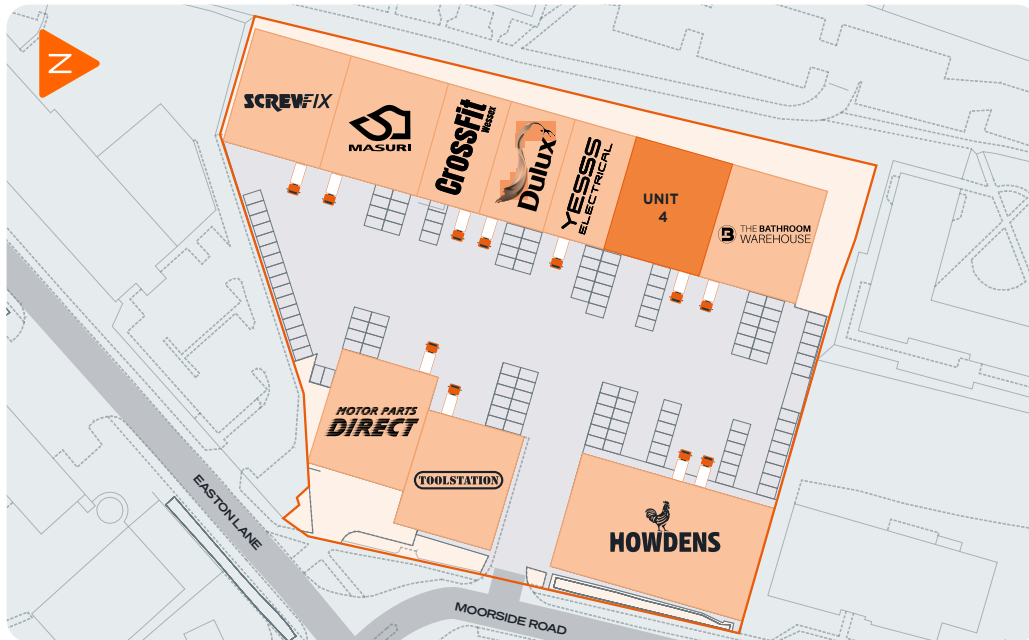 N
SCREWFIX
MASURI
CrossFit
Wessex
Dulux
YESSS
ELECTRICAL
UNIT
4
B
THE BATHROOM
WAREHOUSE
MOTOR PARTS
DIRECT
TOOLSTATION
HOWDENS
EASTON LANE
MOORSIDE ROAD